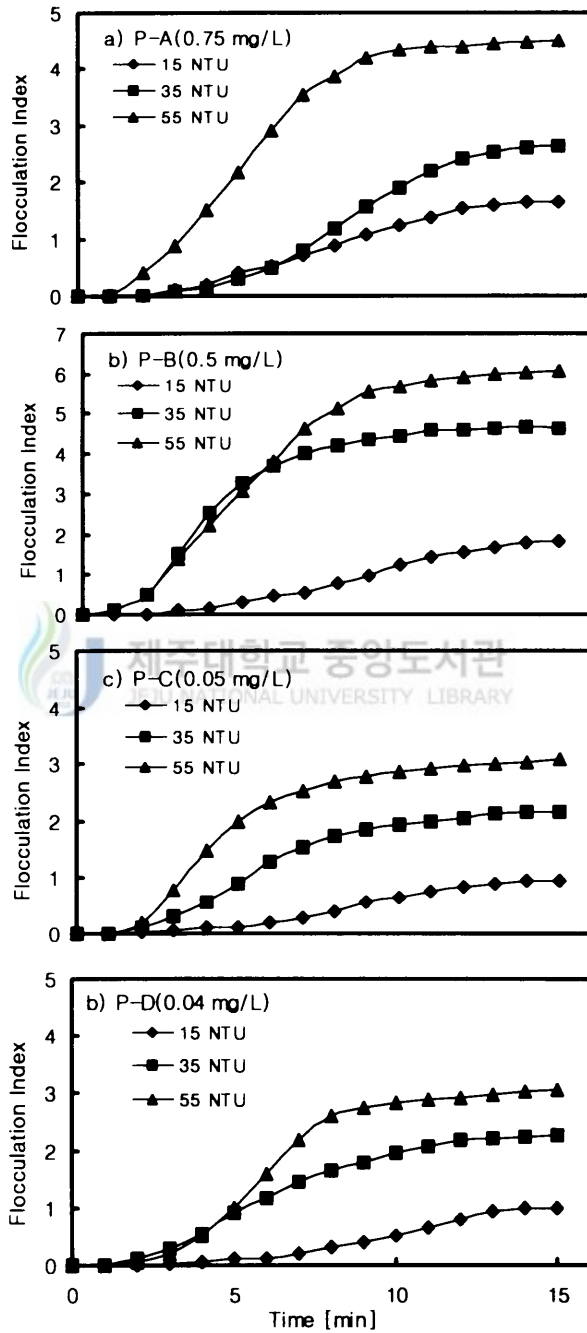 5
a) P-A(0.75 mg/L)
15 NTU
35 NTU
55 NTU
4
3
2
1
0
Flocculation Index
7
b) P-B(0.5 mg/L)
15 NTU
35 NTU
55 NTU
6
5
4
3
2
1
0
Flocculation Index
제주대학교 중앙도서관
JEJU NATIONAL UNIVERSITY LIBRARY
JEJU
5
c) P-C(0.05 mg/L)
15 NTU
35 NTU
55 NTU
4
3
2
1
0
Flocculation Index
5
b) P-D(0.04 mg/L)
15 NTU
35 NTU
55 NTU
4
3
2
1
0
Flocculation Index
0 5 10 15
Time [min]